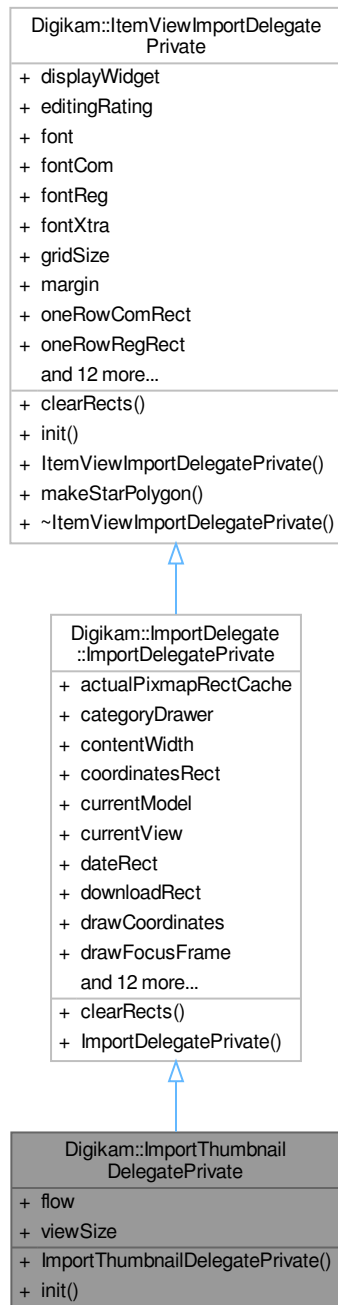 Digikam::ItemViewImportDelegate
Private
+ displayWidget
+ editingRating
+ font
+ fontCom
+ fontReg
+ fontXtra
+ gridSize
+ margin
+ oneRowComRect
+ oneRowRegRect
and 12 more...
+ clearRects()
+ init()
+ ItemViewImportDelegatePrivate()
+ makeStarPolygon()
+ ~ItemViewImportDelegatePrivate()
Digikam::ImportDelegate
::ImportDelegatePrivate
+ actualPixmapRectCache
+ categoryDrawer
+ contentWidth
+ coordinatesRect
+ currentModel
+ currentView
+ dateRect
+ downloadRect
+ drawCoordinates
+ drawFocusFrame
and 12 more...
+ clearRects()
+ ImportDelegatePrivate()
Digikam::ImportThumbnail
DelegatePrivate
+ flow
+ viewSize
+ ImportThumbnailDelegatePrivate()
+ init()